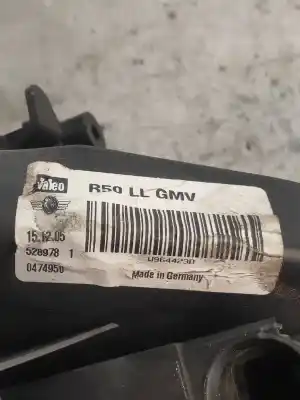 Valeo
R50 LL GMV
15.12.05
528978 1
0474950
Made in Germany